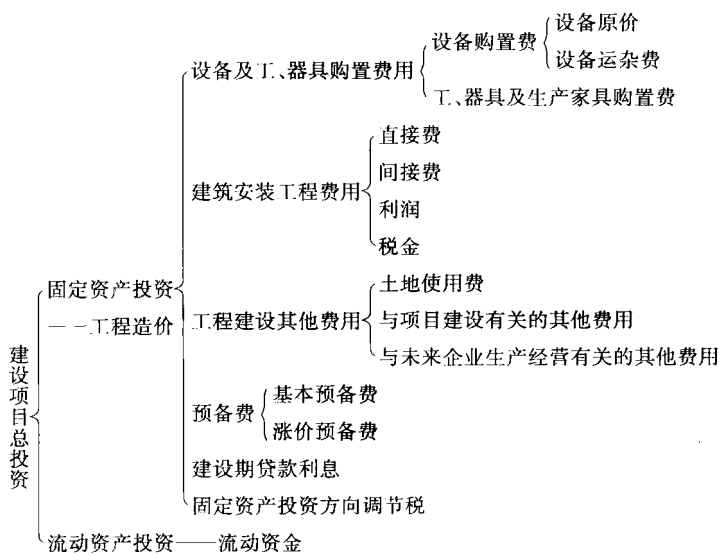 建设项目总投资
固定资产投资
——工程造价
设备及工、器具购置费用
设备购置费
设备原价
设备运杂费
工、器具及生产家具购置费
建筑安装工程费用
直接费
间接费
利润
税金
工程建设其他费用
土地使用费
与项目建设有关的其他费用
与未来企业生产经营有关的其他费用
预备费
基本预备费
涨价预备费
建设期贷款利息
固定资产投资方向调节税
流动资产投资——流动资金